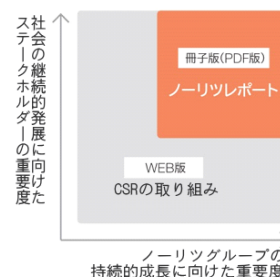 社会の継続的発展に向けた
ステークホルダーの重要度
冊子版(PDF版)
ノーリツレポート
WEB版
CSRの取り組み
ノーリツグループの
持続的成長に向けた重要度